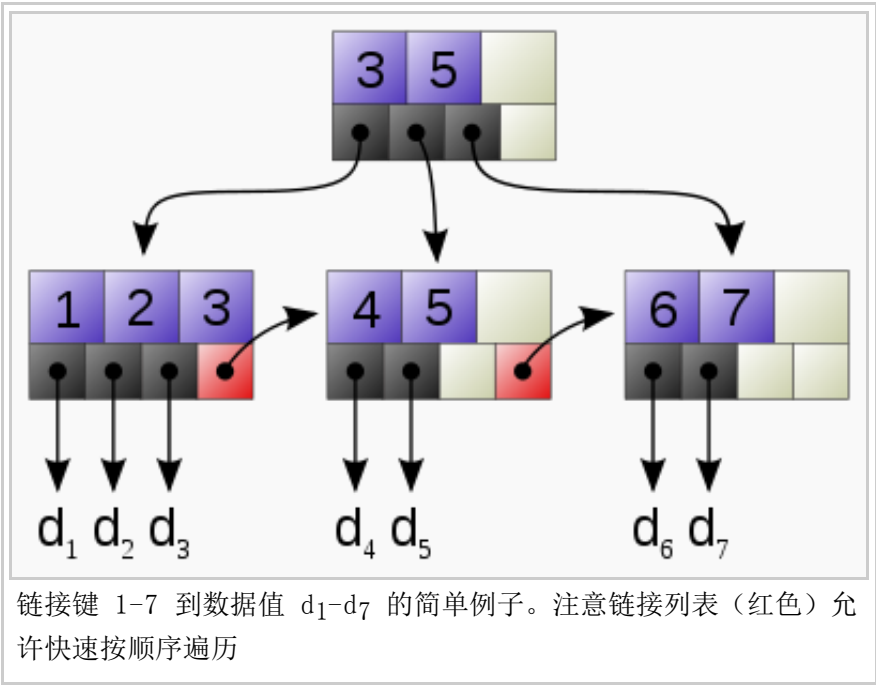 3 5
1 2 3 4 5 6 7
d1 d2 d3 d4 d5 d6 d7
链接键 1-7 到数据值 d1-d7 的简单例子。注意链接列表（红色）允
许快速按顺序遍历